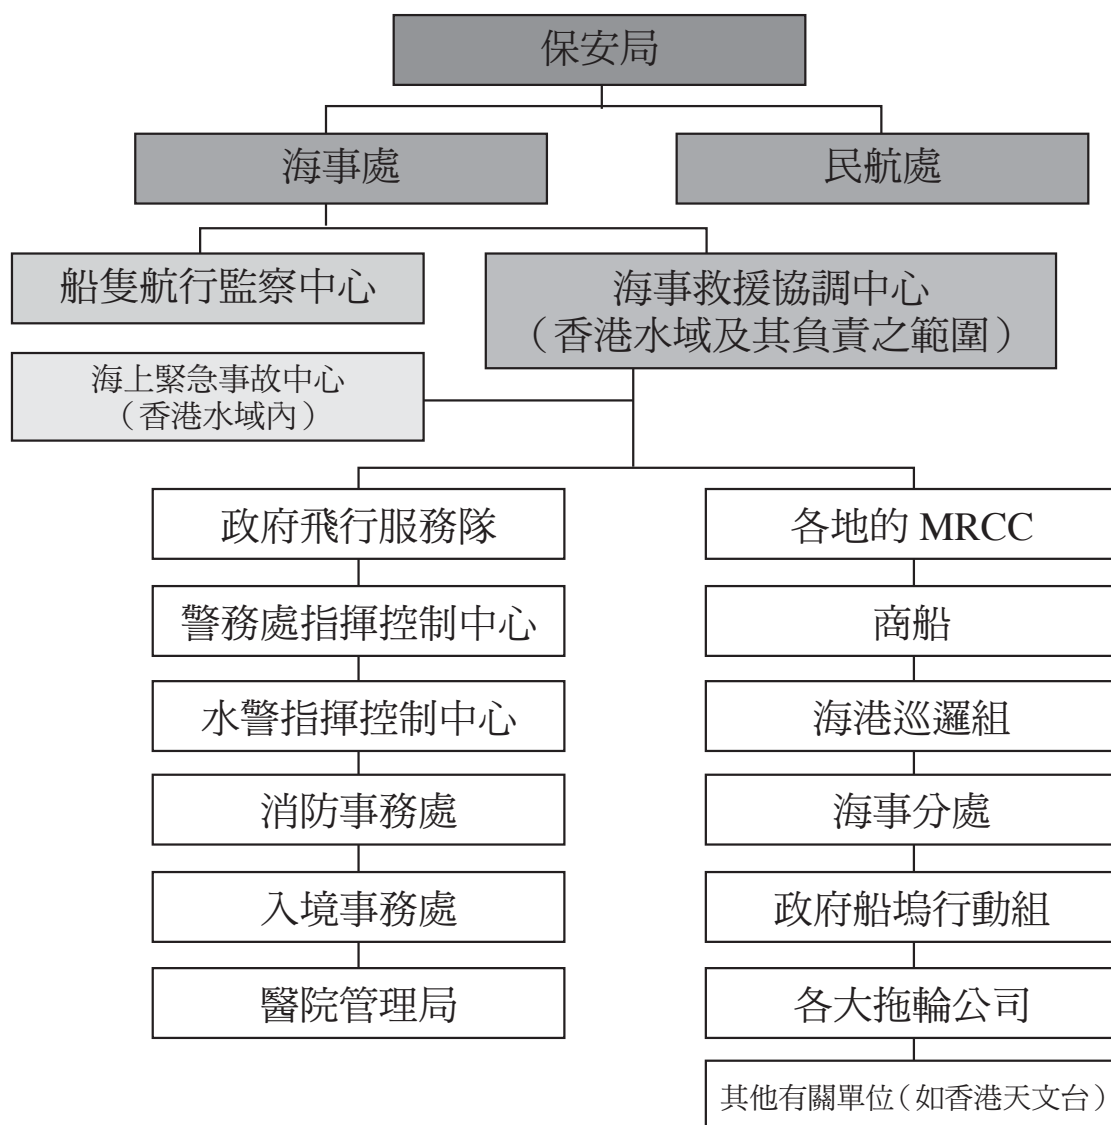 保安局
海事處
民航處
船隻航行監察中心
海事救援協調中心
（香港水域及其負責之範圍）
海上緊急事故中心
（香港水域內）
政府飛行服務隊
警務處指揮控制中心
水警指揮控制中心
消防事務處
入境事務處
醫院管理局
各地的 MRCC
商船
海港巡邏組
海事分處
政府船塢行動組
各大拖輪公司
其他有關單位（如香港天文台）